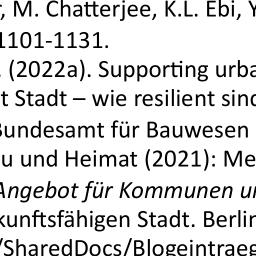 , M. Chatterjee, K.L. Ebi, Y
1101-1131.
(2022a). Supporting urba
t Stadt – wie resilient sind
Bundesamt für Bauwesen
u und Heimat (2021): Me
Angebot für Kommunen u
kunftsfähigen Stadt. Berlin
/SharedDocs/Blogeintraeg